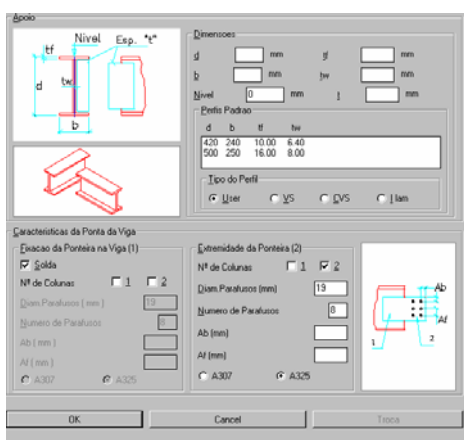 Apoio
Nivel Esp. "t"
tf
tw
d
b
Dimensoes
d mm tf mm
b mm tw mm
Nivel 0 mm t mm
Perfis Padrao
d b tf tw
420 240 10.00 6.40
500 250 16.00 8.00
Tipo do Perfil
User VS CVS I lam
Caracteristicas da Ponta da Viga
Fixacao da Ponteira na Viga (1)
Solda
Nª de Colunas 1 2
Diam.Parafusos ( mm ) 19
Numero de Parafusos 8
Ab ( mm )
Af ( mm )
A307 A325
Extremidade da Ponteira (2)
Nª de Colunas 1 2
Diam.Parafusos (mm) 19
Numero de Parafusos 8
Ab (mm)
Af (mm)
A307 A325
Ab
Af
1 2
OK Cancel Troca